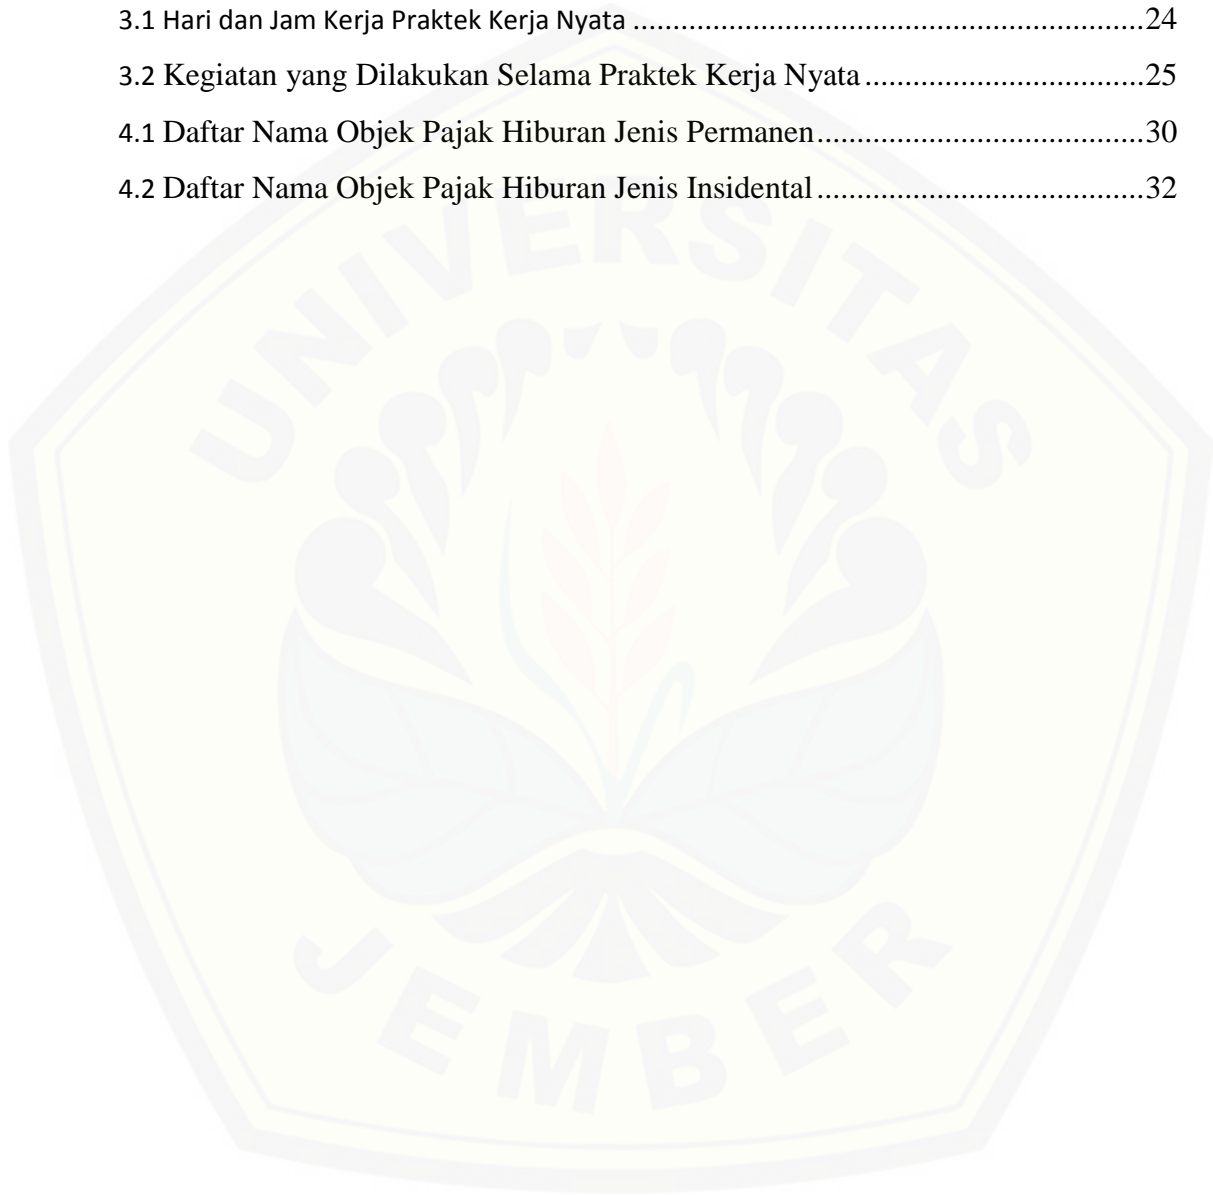 3.1 Hari dan Jam Kerja Praktek Kerja Nyata ........................................................................ 24
3.2 Kegiatan yang Dilakukan Selama Praktek Kerja Nyata ................................... 25
4.1 Daftar Nama Objek Pajak Hiburan Jenis Permanen ......................................... 30
4.2 Daftar Nama Objek Pajak Hiburan Jenis Insidental ......................................... 32
UNIVERSITAS
JEMBER